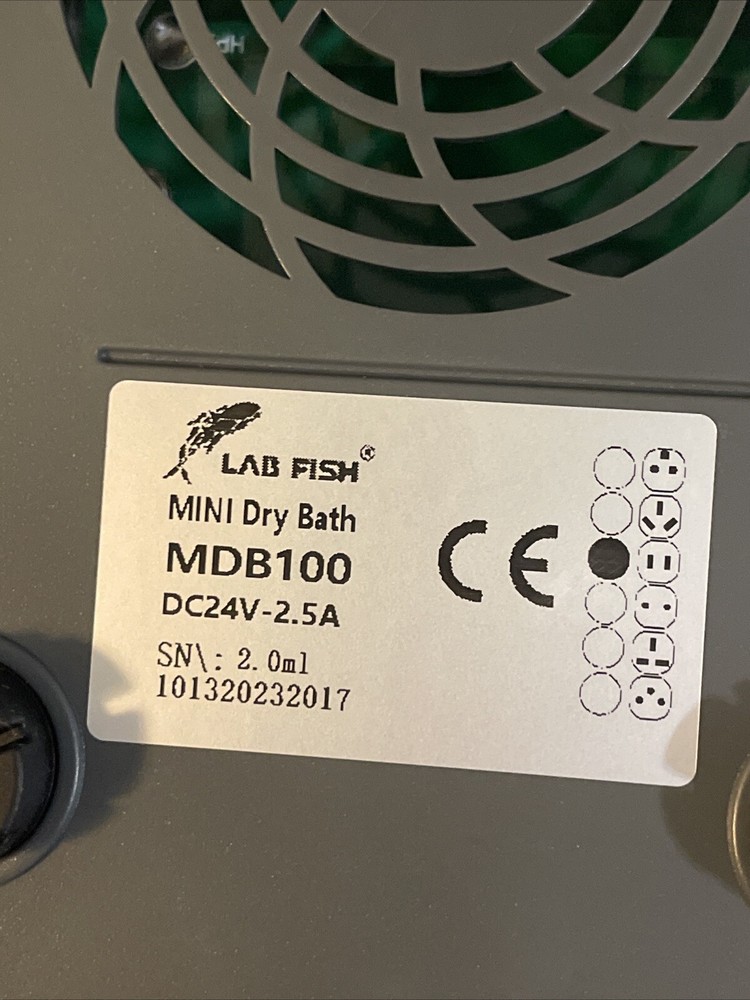 LAB FISH®
MINI Dry Bath
MDB100
DC24V-2.5A
SN\: 2.0ml
101320232017
CE